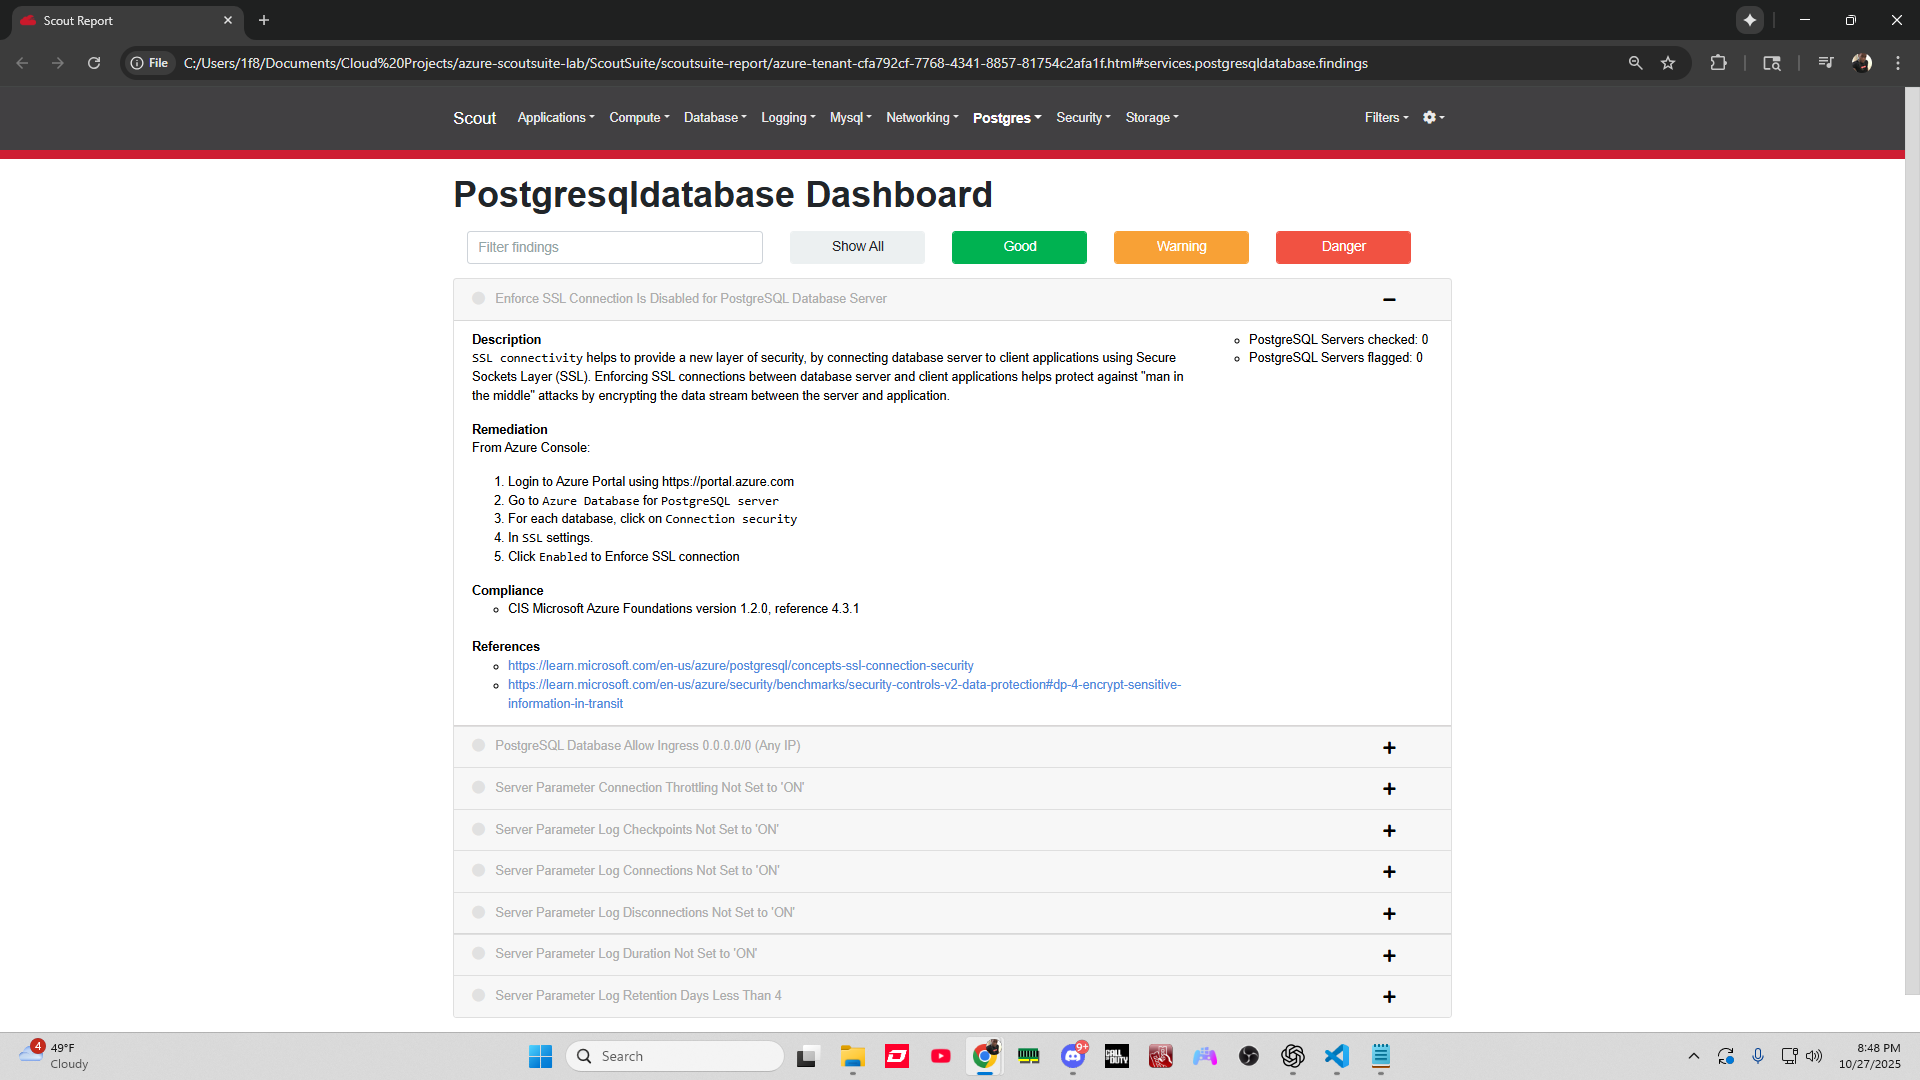 Scout Report
File
C:/Users/1f8/Documents/Cloud%20Projects/azure-scoutsuite-lab/ScoutSuite/scoutsuite-report/azure-tenant-cfa792cf-7768-4341-8857-81754c2afa1f.html#services.postgresqldatabase.findings
Scout Applications Compute Database Logging Mysql Networking Postgres Security Storage Filters
Postgresqldatabase Dashboard
Filter findings Show All Good Warning Danger
Enforce SSL Connection Is Disabled for PostgreSQL Database Server
Description
SSL connectivity helps to provide a new layer of security, by connecting database server to client applications using Secure
Sockets Layer (SSL). Enforcing SSL connections between database server and client applications helps protect against "man in
the middle" attacks by encrypting the data stream between the server and application.
PostgreSQL Servers checked: 0
PostgreSQL Servers flagged: 0
Remediation
From Azure Console:
1. Login to Azure Portal using https://portal.azure.com
2. Go to Azure Database for PostgreSQL server
3. For each database, click on Connection security
4. In SSL settings.
5. Click Enabled to Enforce SSL connection
Compliance
CIS Microsoft Azure Foundations version 1.2.0, reference 4.3.1
References
https://learn.microsoft.com/en-us/azure/postgresql/concepts-ssl-connection-security
https://learn.microsoft.com/en-us/azure/security/benchmarks/security-controls-v2-data-protection#dp-4-encrypt-sensitive-
information-in-transit
PostgreSQL Database Allow Ingress 0.0.0.0/0 (Any IP)
Server Parameter Connection Throttling Not Set to 'ON'
Server Parameter Log Checkpoints Not Set to 'ON'
Server Parameter Log Connections Not Set to 'ON'
Server Parameter Log Disconnections Not Set to 'ON'
Server Parameter Log Duration Not Set to 'ON'
Server Parameter Log Retention Days Less Than 4
4
49°F
Cloudy
Search
9+
CALL OF DUTY
8:48 PM
10/27/2025